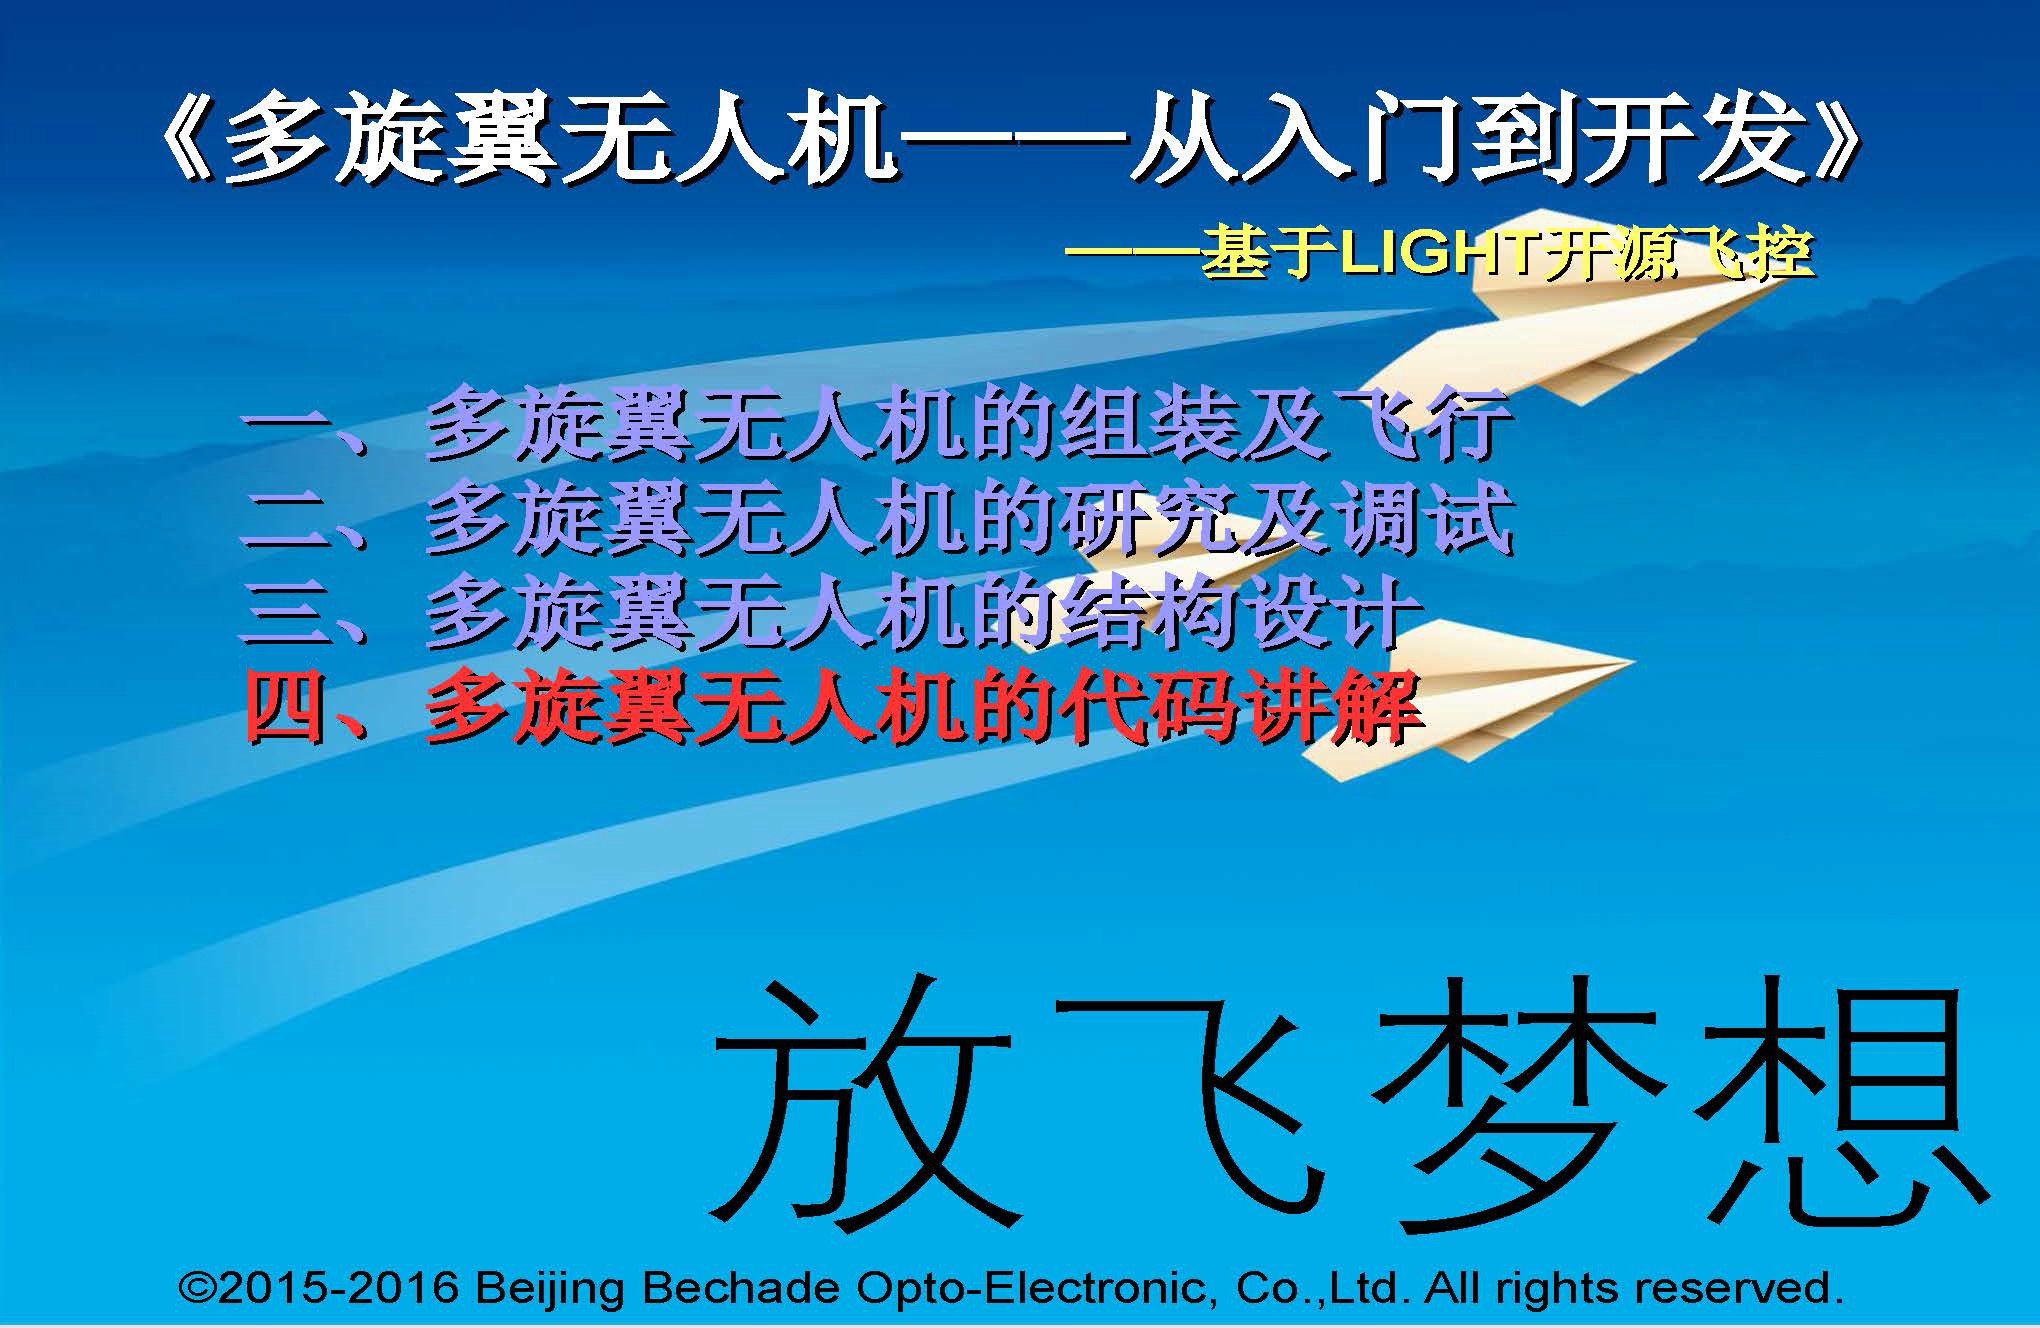 《多旋翼无人机——从入门到开发》
——基于LIGHT开源飞控
一、多旋翼无人机的组装及飞行
二、多旋翼无人机的研究及调试
三、多旋翼无人机的结构设计
四、多旋翼无人机的代码讲解
放飞梦想
©2015-2016 Beijing Bechade Opto-Electronic, Co.,Ltd. All rights reserved.